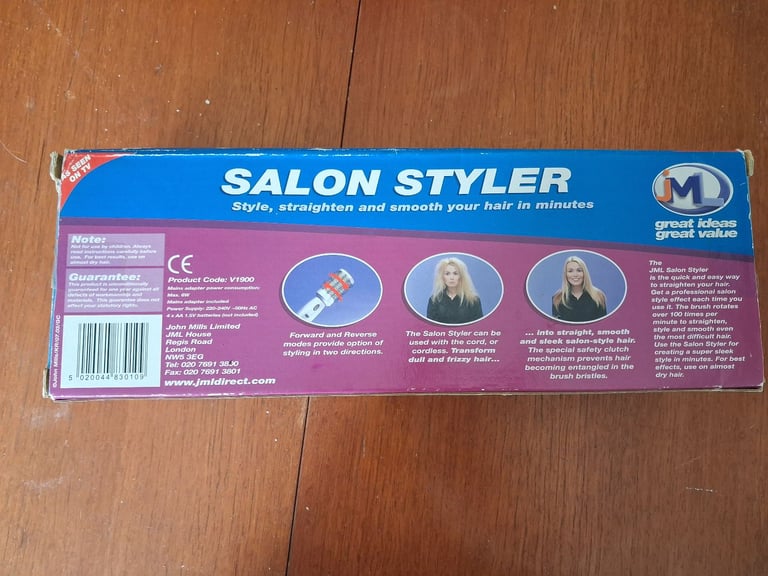 AS SEEN
ON TV
SALON STYLER
Style, straighten and smooth your hair in minutes
JML
great ideas
great value
Note:
Not for use by children. Always
read instructions carefully before
use. For best results, use on
almost dry hair.
Guarantee:
This product is unconditionally
guaranteed for one year against all
defects of workmanship and
materials. This guarantee does not
affect your statutory rights.
5 020044 830109
CE
Product Code: V1900
Mains adapter power consumption:
Max. 6W
Mains adapter included
Power Supply: 220-240V ~50Hz AC
4 x AA 1.5V batteries (not included)
John Mills Limited
JML House
Regis Road
London
NW5 3EG
Tel: 020 7691 3800
Fax: 020 7691 3801
www.jmldirect.com
Forward and Reverse
modes provide option of
styling in two directions.
The Salon Styler can be
used with the cord, or
cordless. Transform
dull and frizzy hair...
... into straight, smooth
and sleek salon-style hair.
The special safety clutch
mechanism prevents hair
becoming entangled in the
brush bristles.
The
JML Salon Styler
is the quick and easy way
to straighten your hair.
Get a professional salon
style effect each time you
use it. The brush rotates
over 100 times per
minute to straighten,
style and smooth even
the most difficult hair.
Use the Salon Styler for
creating a super sleek
style in minutes. For best
effects, use on almost
dry hair.